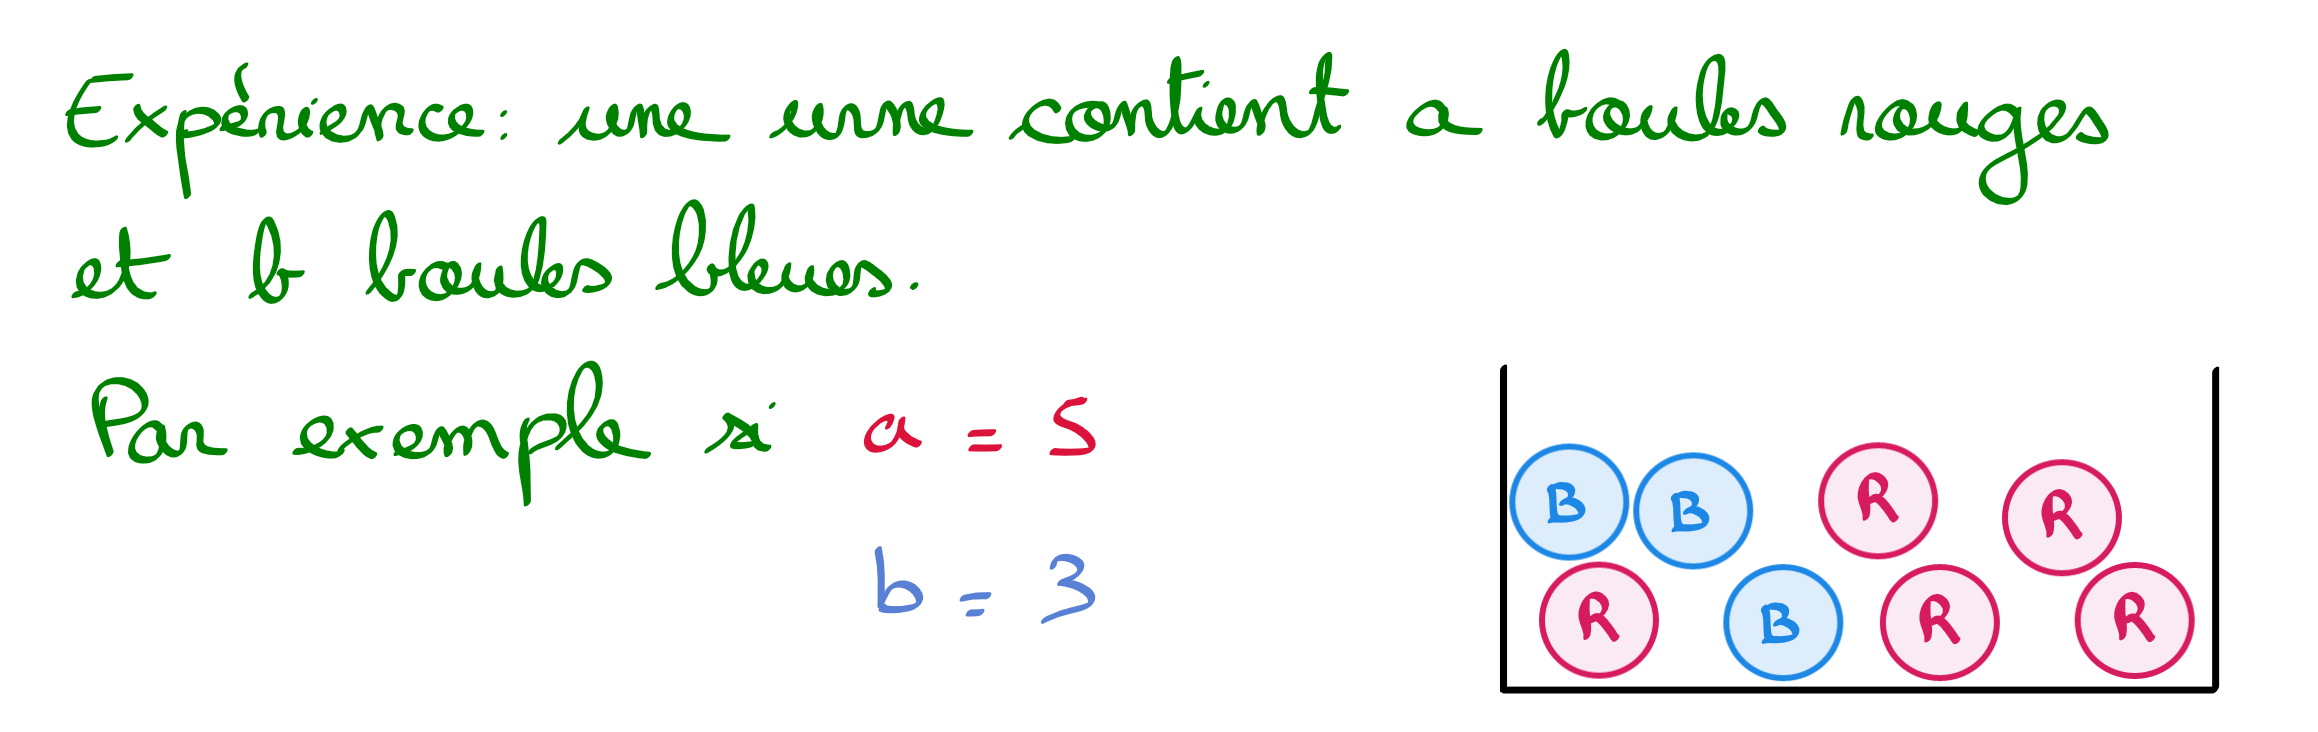 Expérience: une urne contient a boules rouges
et b boules bleues.
Par exemple si a = 5
b = 3
B B R R
R B R R